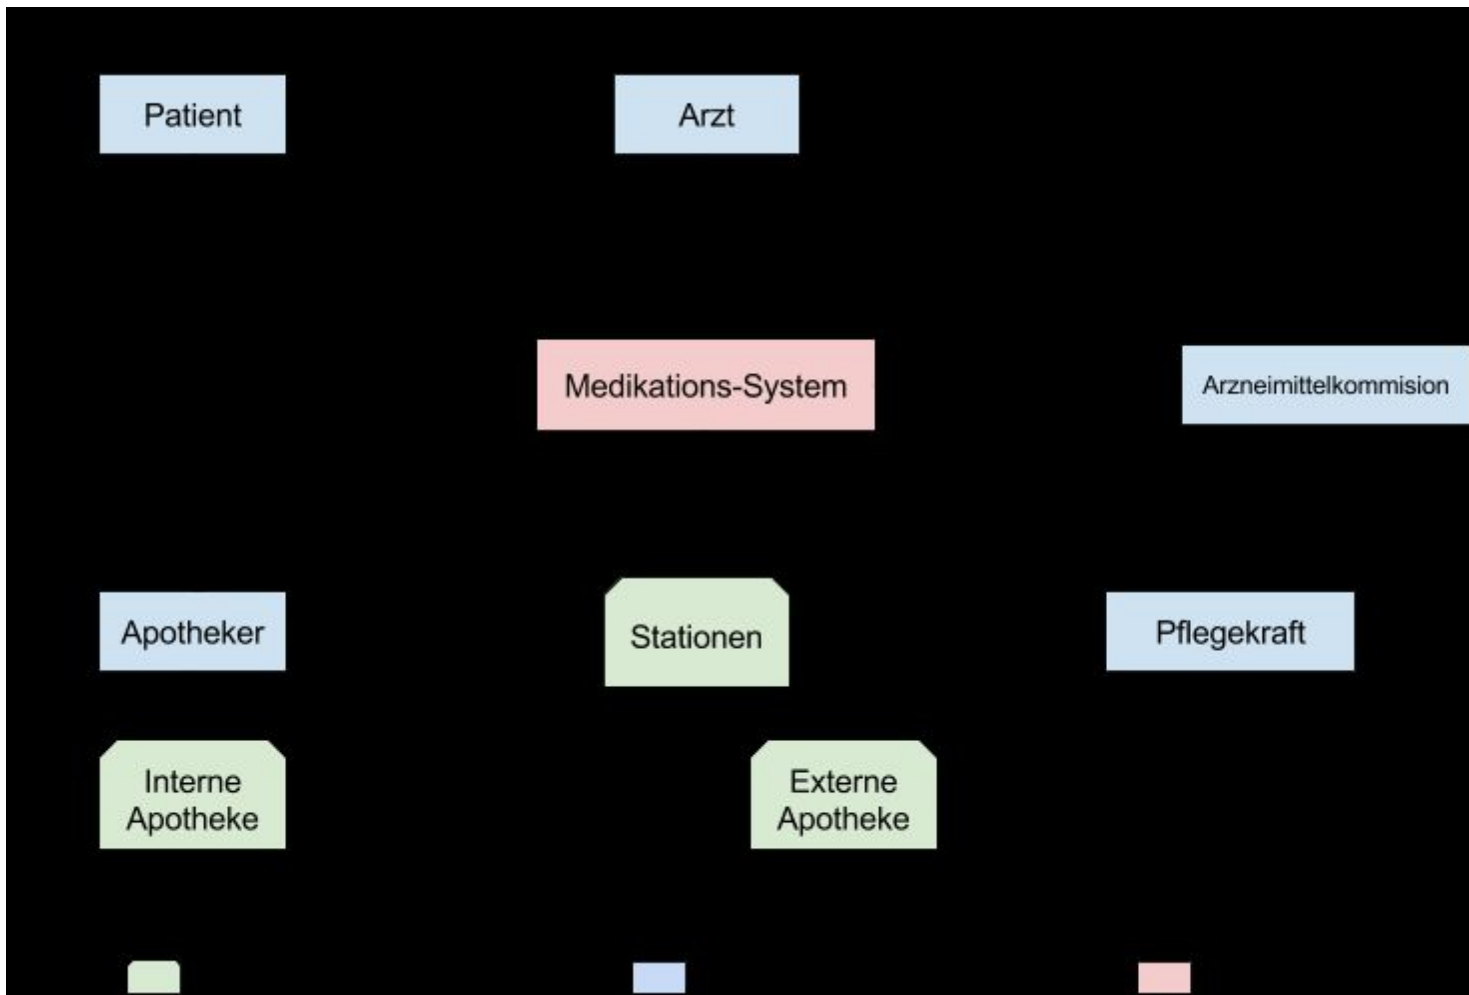 Patient
Arzt
Medikations-System
Arzneimittelkommision
Apotheker
Stationen
Pflegekraft
Interne
Apotheke
Externe
Apotheke